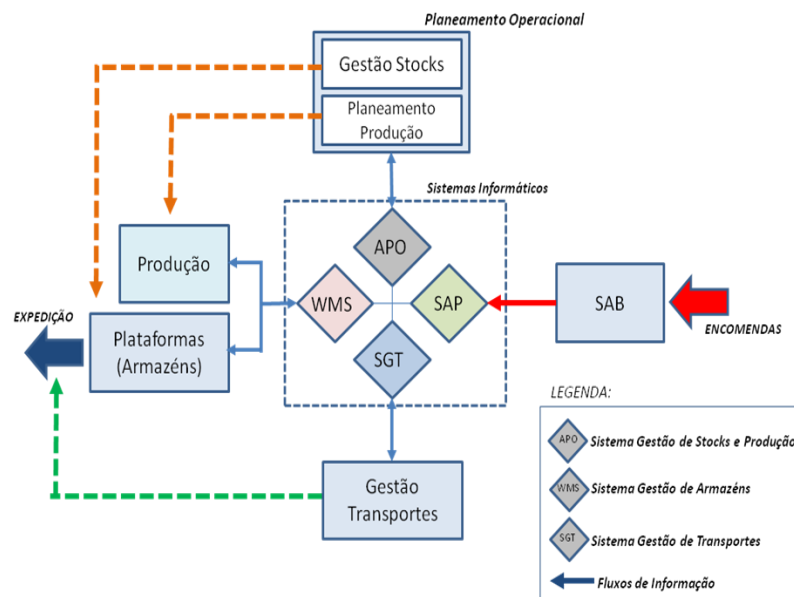 Planeamento Operacional
Gestão Stocks
Planeamento
Produção
Sistemas Informáticos
APO
Produção
WMS
SAP
SAB
EXPEDIÇÃO
ENCOMENDAS
Plataformas
(Armazéns)
SGT
LEGENDA:
APO Sistema Gestão de Stocks e Produção
WMS Sistema Gestão de Armazéns
Gestão
Transportes
SGT Sistema Gestão de Transportes
Fluxos de Informação